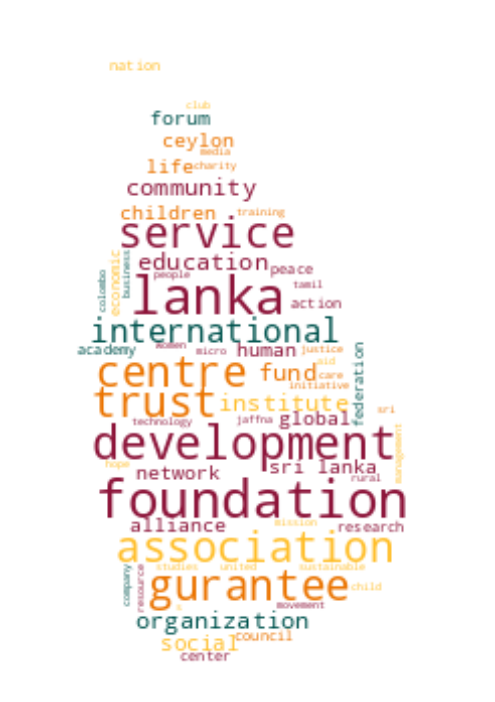 nation
club
forum
ceylon
media
life charity
community
children training
service
education peace
people
economic
business
colombo
lanka tamil
action
international
academy women micro human justice
centre fund aid
care
initiative
federation
trust institute sri
technology jaffna global
development
management
hope network sri lanka
rural
foundation
alliance mission research
association
studies united sustainable
company
resource
gurantee child
movement
organization
social council
center